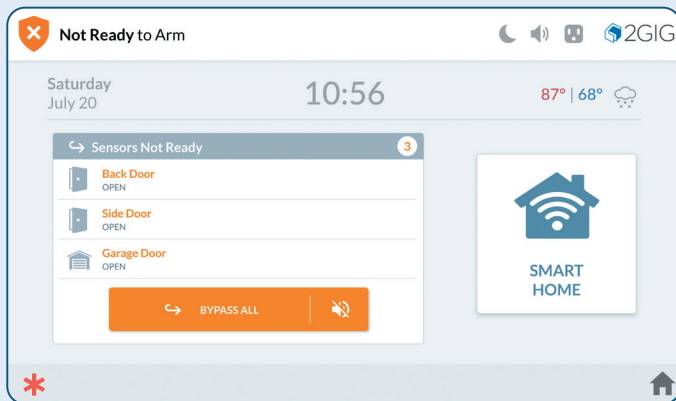 Not Ready to Arm
2GIG
Saturday
July 20
10:56
87° | 68°
Sensors Not Ready
3
Back Door
OPEN
Side Door
OPEN
Garage Door
OPEN
BYPASS ALL
SMART
HOME